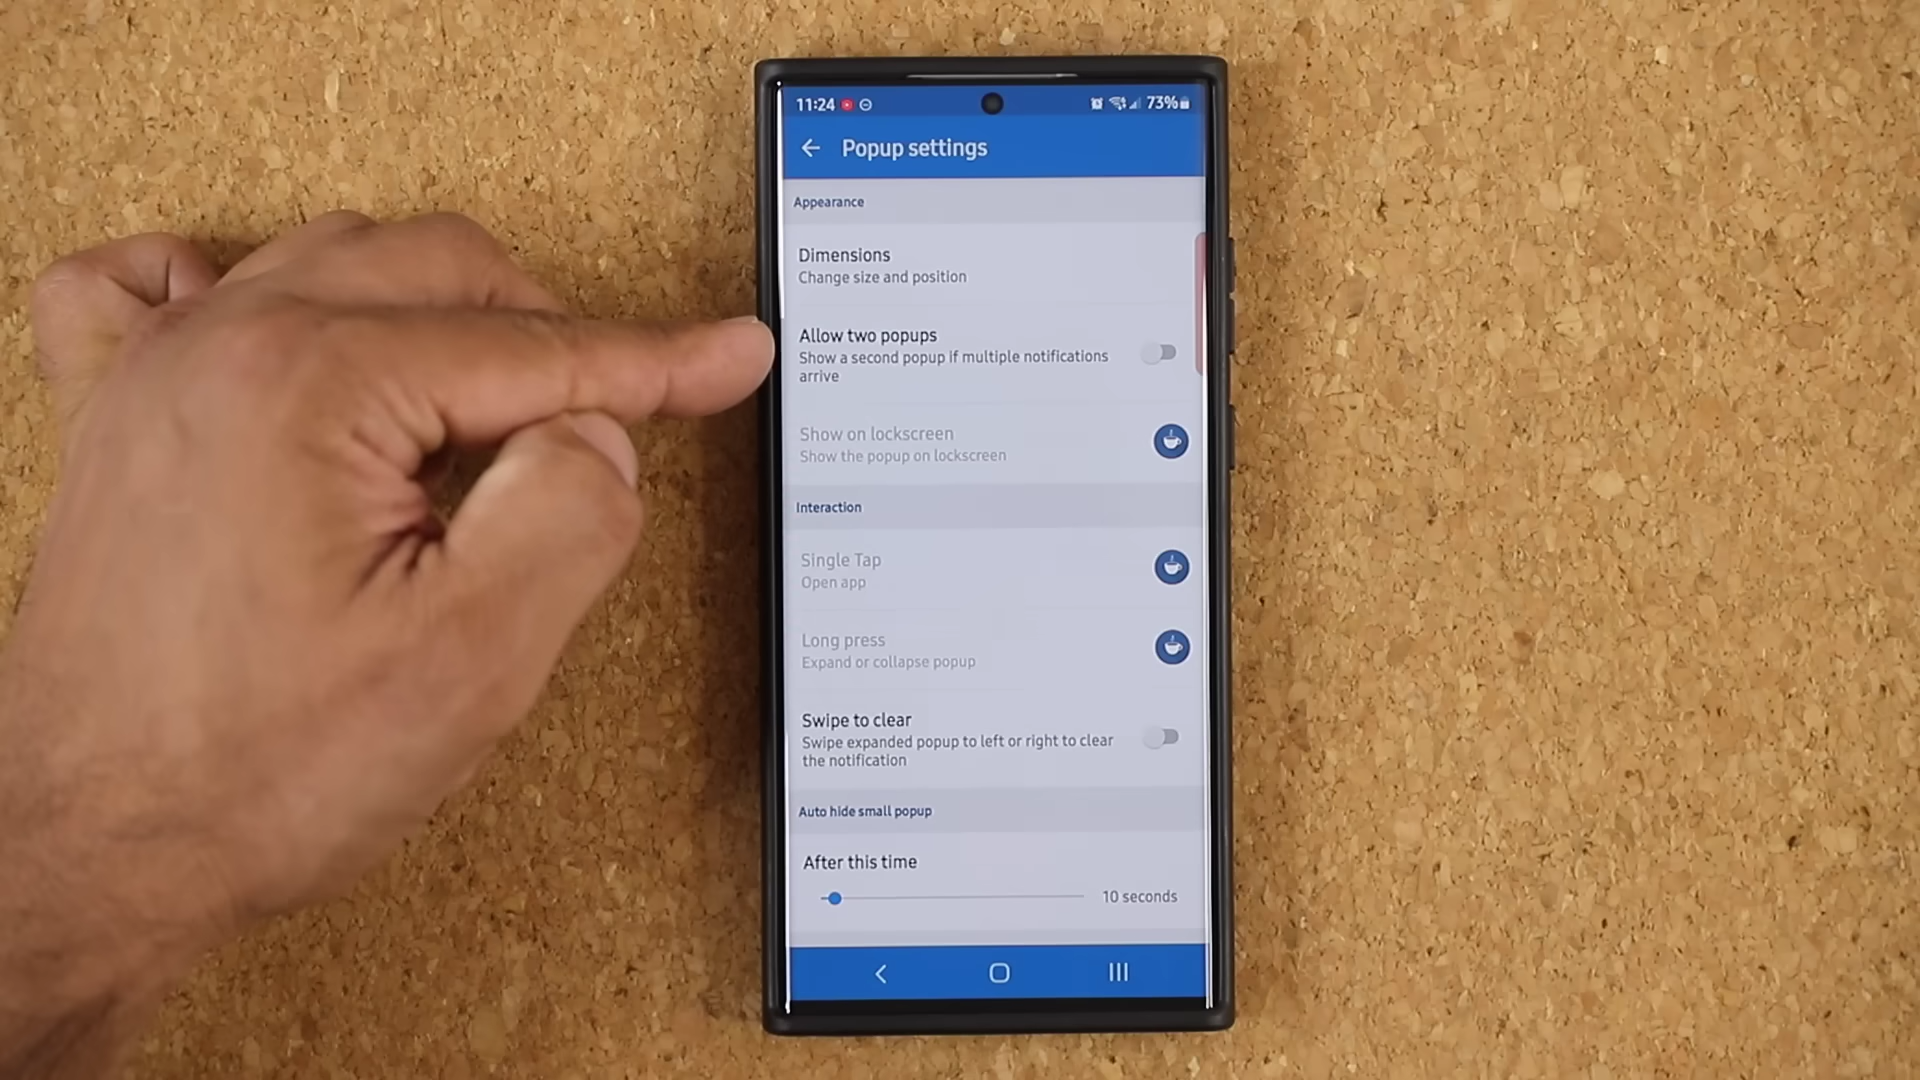 11:24
73%
Popup settings
Appearance
Dimensions
Change size and position
Allow two popups
Show a second popup if multiple notifications
arrive
Show on lockscreen
Show the popup on lockscreen
Interaction
Single Tap
Open app
Long press
Expand or collapse popup
Swipe to clear
Swipe expanded popup to left or right to clear
the notification
Auto hide small popup
After this time
10 seconds